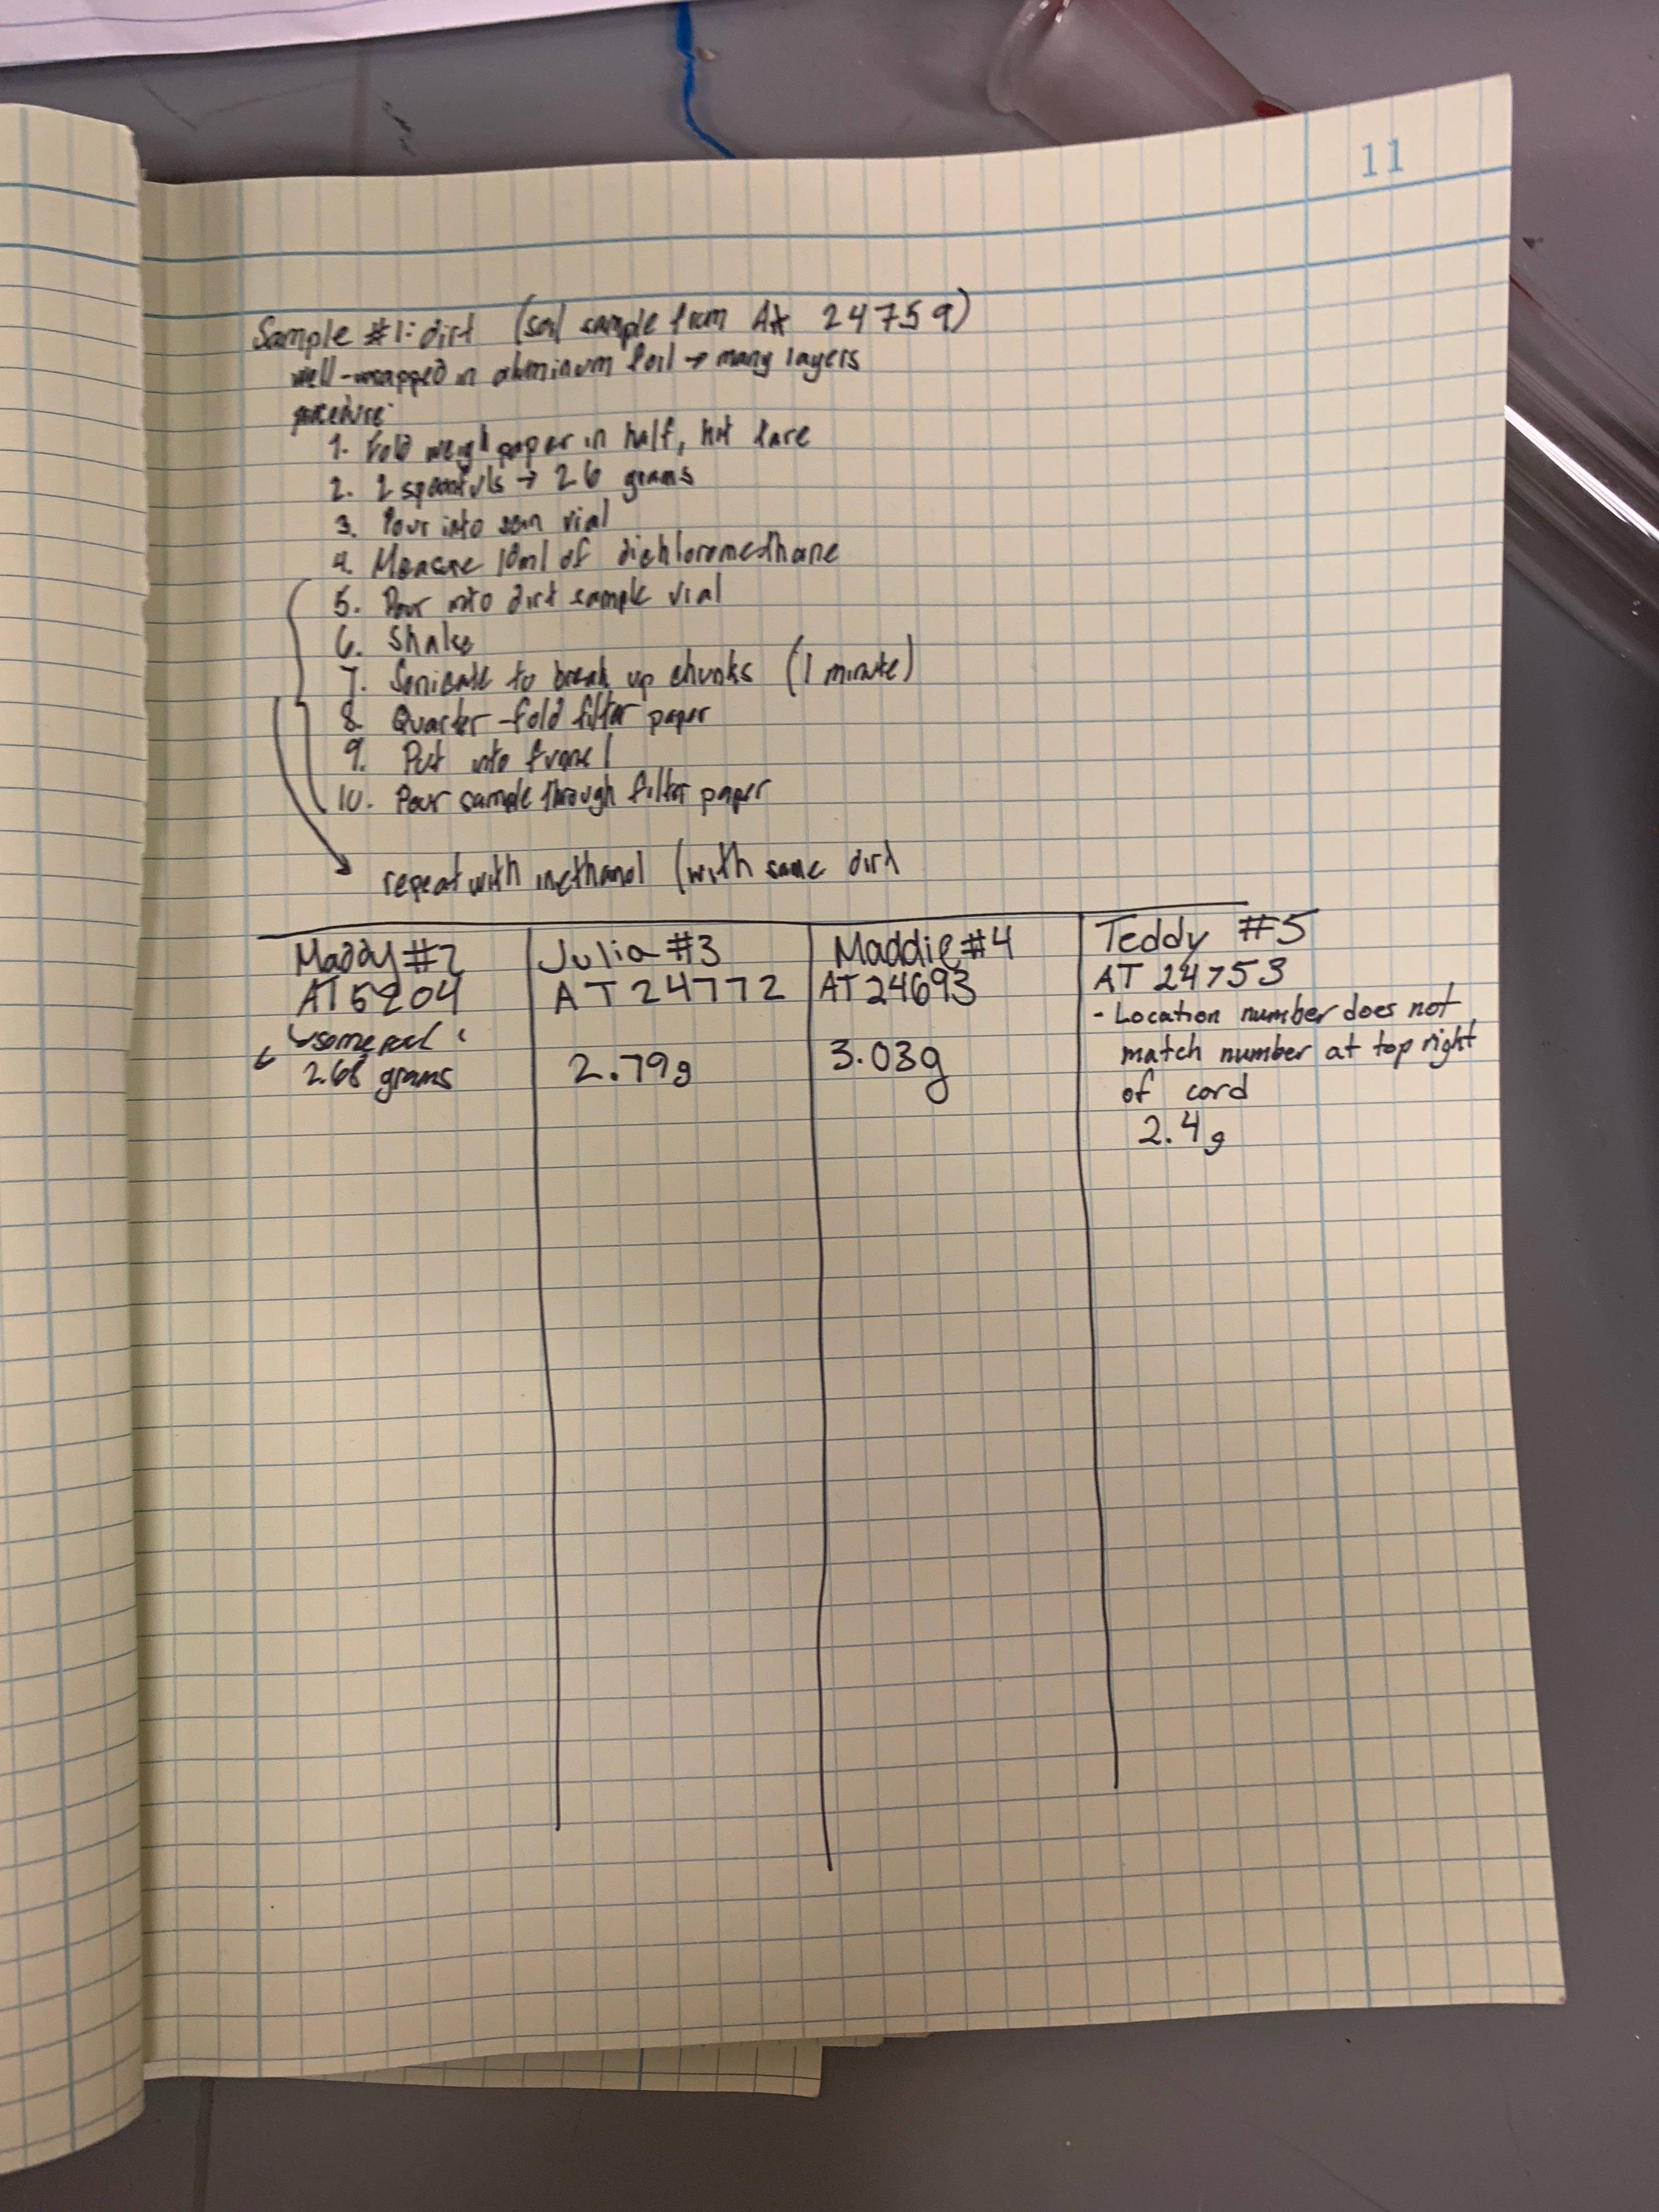 11
Sample #1: dirt (soil sample from At 24759)
well-wrapped in aluminum foil → many layers
procedure:
1. Fold weigh paper in half, hit tare
2. 2 spoonfuls → 2.6 grams
3. Pour into vial
4. Measure 10ml of dichloromethane
5. Pour into dirt sample vial
6. Shake
7. Sonicate to break up chunks (1 minute)
8. Quarter-fold filter paper
9. Put into funnel
10. Pour sample through filter paper
repeat with methanol (with same dirt
Maddy #2
AT 5204
2.68 grams
Julia #3
AT 24772
2.79g
Maddie #4
AT 24693
3.03g
Teddy #5
AT 24753
- Location number does not
match number at top right
of card
2.4g